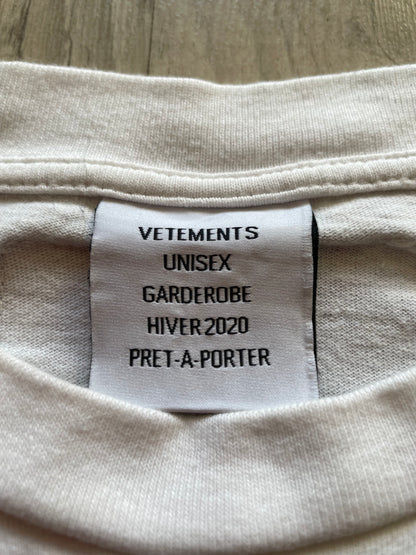 VETEMENTS
UNISEX
GARDEROBE
HIVER 2020
PRET-A-PORTER